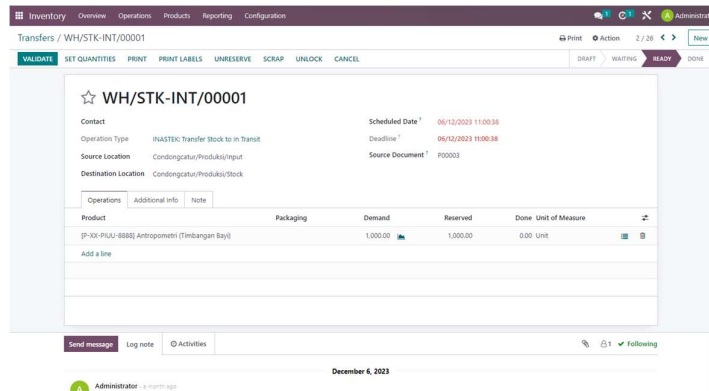 Inventory Overview Operations Products Reporting Configuration 1 1 A Administrat
Transfers / WH/STK-INT/00001 Print Action 2 / 26 New
VALIDATE SET QUANTITIES PRINT PRINT LABELS UNRESERVE SCRAP UNLOCK CANCEL DRAFT WAITING READY DONE
WH/STK-INT/00001
Contact Scheduled Date ? 06/12/2023 11:00:38
Operation Type INASTEK: Transfer Stock to in Transit Deadline ? 06/12/2023 11:00:38
Source Location Condongcatur/Produksi/Input Source Document ? P00003
Destination Location Condongcatur/Produksi/Stock
Operations Additional Info Note
Product Packaging Demand Reserved Done Unit of Measure
[P-XX-PIUU-8888] Antropometri (Timbangan Bayi) 1,000.00 1,000.00 0.00 Unit
Add a line
Send message Log note Activities 1 Following
December 6, 2023
A Administrator - a month ago